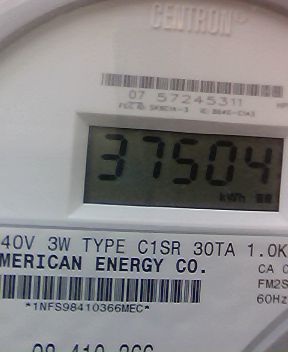 CENTRON®
07 57245311
37504
kWh
40V 3W TYPE C1SR 30TA 1.0K
MERICAN ENERGY CO.
CA 0
FM2S
60Hz
*1NFS98410366MEC*